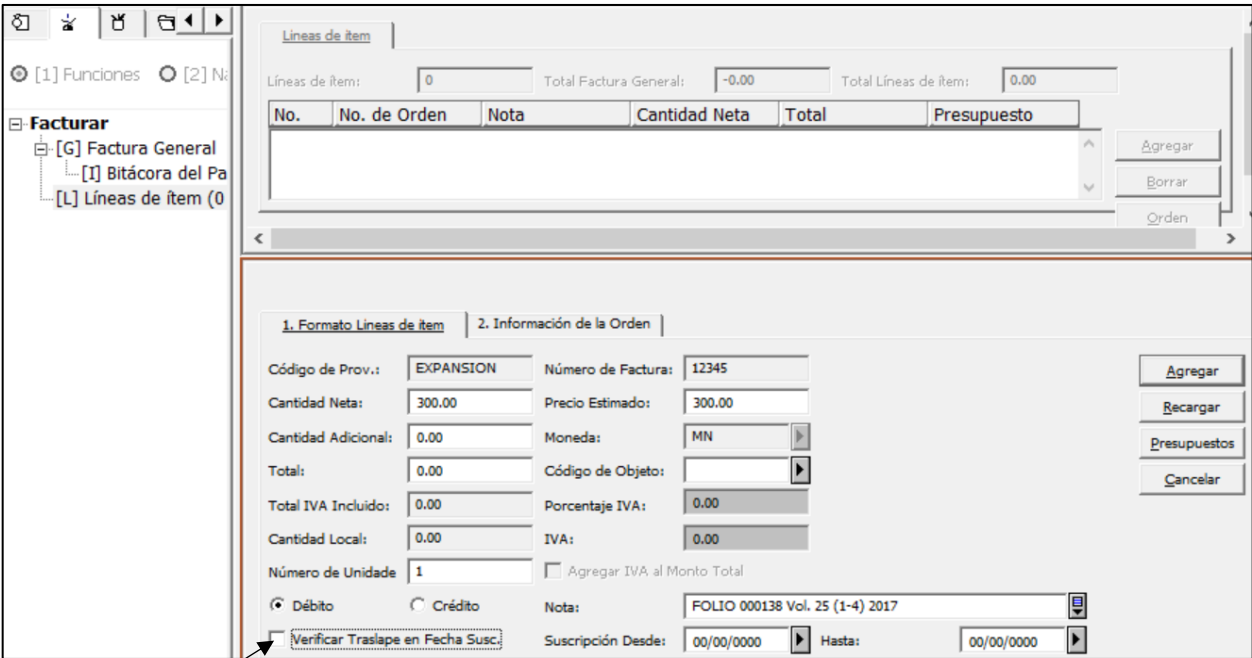 [1] Funciones [2] Na
Facturar
[G] Factura General
[I] Bitácora del Pa
[L] Líneas de ítem (0
Lineas de ítem
Líneas de ítem: 0 Total Factura General: -0.00 Total Líneas de ítem: 0.00
No. No. de Orden Nota Cantidad Neta Total Presupuesto
Agregar
Borrar
Orden
1. Formato Lineas de ítem 2. Información de la Orden
Código de Prov.: EXPANSION Número de Factura: 12345
Cantidad Neta: 300.00 Precio Estimado: 300.00
Cantidad Adicional: 0.00 Moneda: MN
Total: 0.00 Código de Objeto:
Total IVA Incluido: 0.00 Porcentaje IVA: 0.00
Cantidad Local: 0.00 IVA: 0.00
Número de Unidade 1 Agregar IVA al Monto Total
Débito Crédito Nota: FOLIO 000138 Vol. 25 (1-4) 2017
Verificar Traslape en Fecha Susc. Suscripción Desde: 00/00/0000 Hasta: 00/00/0000
Agregar
Recargar
Presupuestos
Cancelar